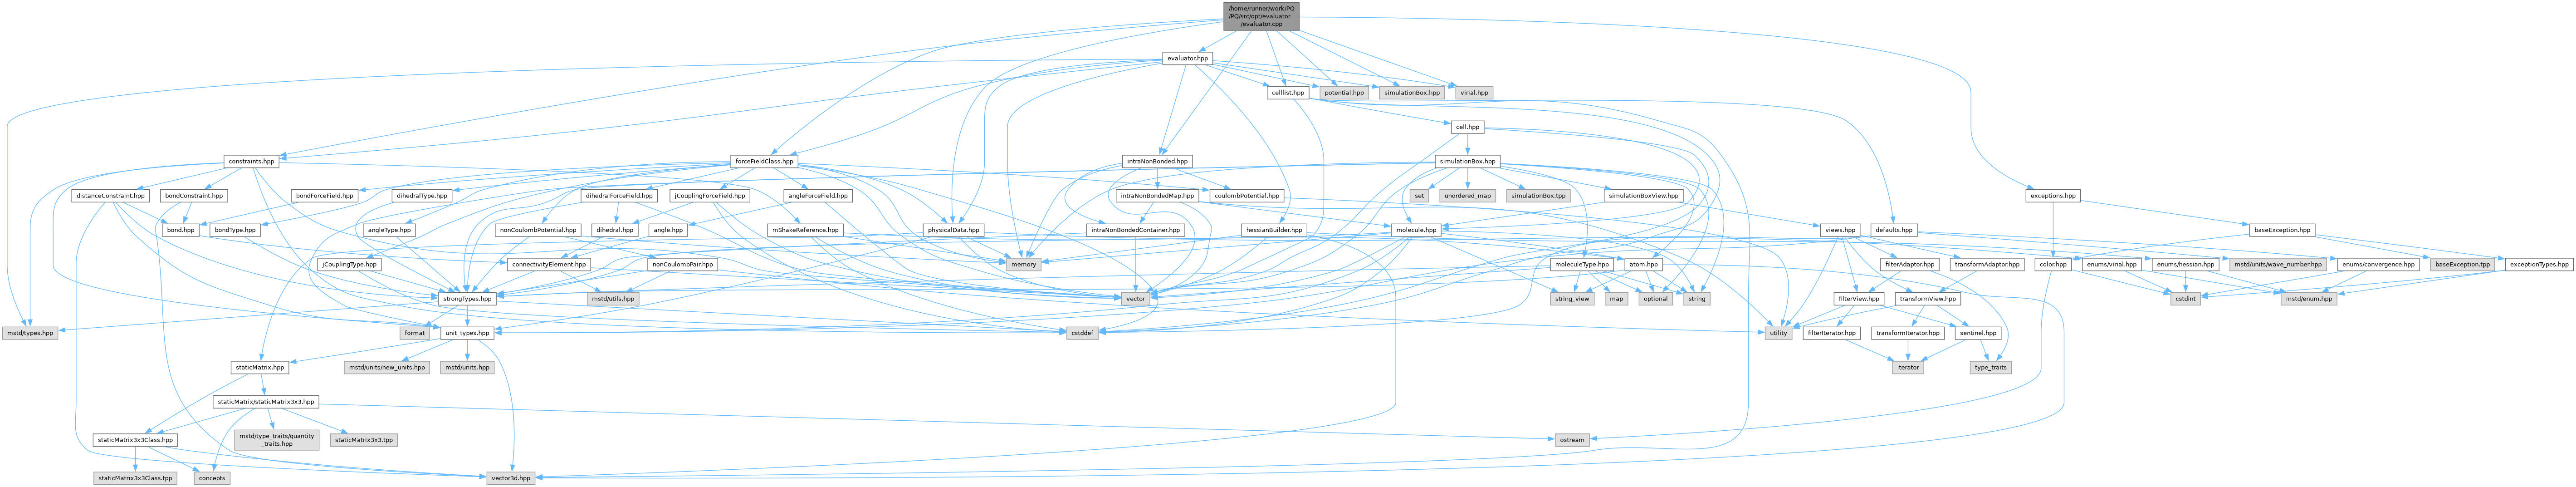 /home/runner/work/PQ
/PQ/src/opt/evaluator
/evaluator.cpp
evaluator.hpp
potential.hpp
simulationBox.hpp
virial.hpp
celllist.hpp
cell.hpp
constraints.hpp
forceFieldClass.hpp
intraNonBonded.hpp
simulationBox.hpp
distanceConstraint.hpp
bondConstraint.hpp
bondForceField.hpp
dihedralType.hpp
dihedralForceField.hpp
jCouplingForceField.hpp
angleForceField.hpp
intraNonBondedMap.hpp
coulombPotential.hpp
set
unordered_map
simulationBox.tpp
simulationBoxView.hpp
exceptions.hpp
bond.hpp
bondType.hpp
angleType.hpp
nonCoulombPotential.hpp
dihedral.hpp
angle.hpp
mShakeReference.hpp
physicalData.hpp
intraNonBondedContainer.hpp
hessianBuilder.hpp
molecule.hpp
views.hpp
defaults.hpp
baseException.hpp
jCouplingType.hpp
connectivityElement.hpp
nonCoulombPair.hpp
memory
moleculeType.hpp
atom.hpp
filterAdaptor.hpp
transformAdaptor.hpp
color.hpp
enums/virial.hpp
enums/hessian.hpp
mstd/units/wave_number.hpp
enums/convergence.hpp
baseException.tpp
exceptionTypes.hpp
strongTypes.hpp
mstd/utils.hpp
vector
string_view
map
optional
string
filterView.hpp
transformView.hpp
cstdint
mstd/enum.hpp
mstd/types.hpp
format
unit_types.hpp
cstddef
utility
filterIterator.hpp
transformIterator.hpp
sentinel.hpp
staticMatrix.hpp
mstd/units/new_units.hpp
mstd/units.hpp
iterator
type_traits
staticMatrix/staticMatrix3x3.hpp
staticMatrix3x3Class.hpp
mstd/type_traits/quantity
_traits.hpp
staticMatrix3x3.tpp
ostream
staticMatrix3x3Class.tpp
concepts
vector3d.hpp